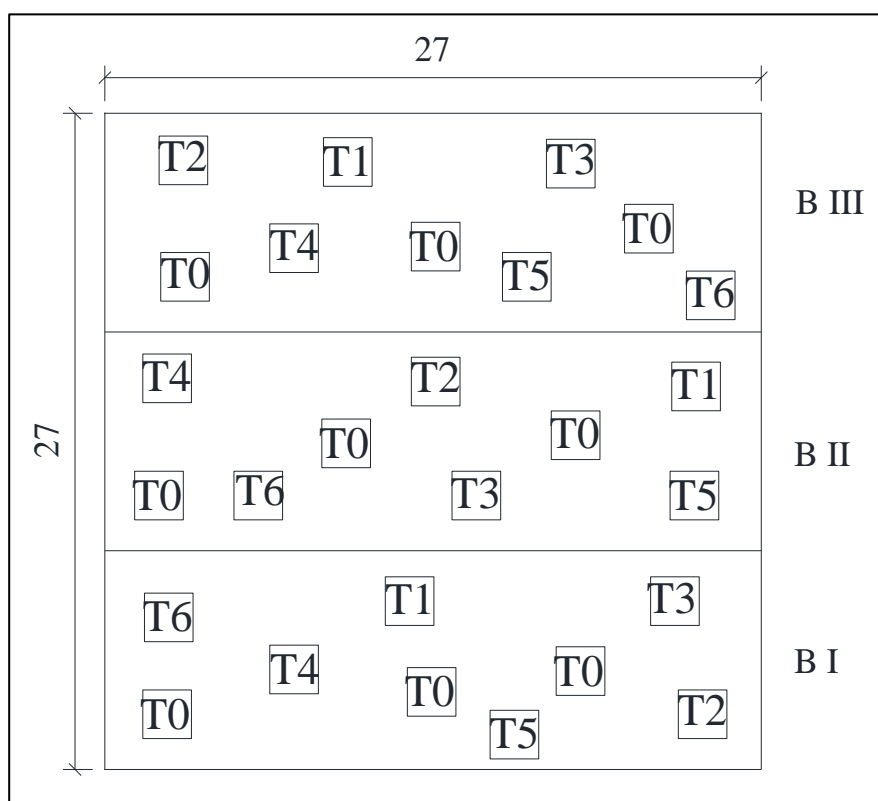 27
27
T2 T1 T3
T0
T4 T0
T0 T5
T6
B III
T4 T2 T1
T0 T0
T0 T6 T3 T5
B II
T1 T3
T6
T4 T0
T0
T0 T2
T5
B I